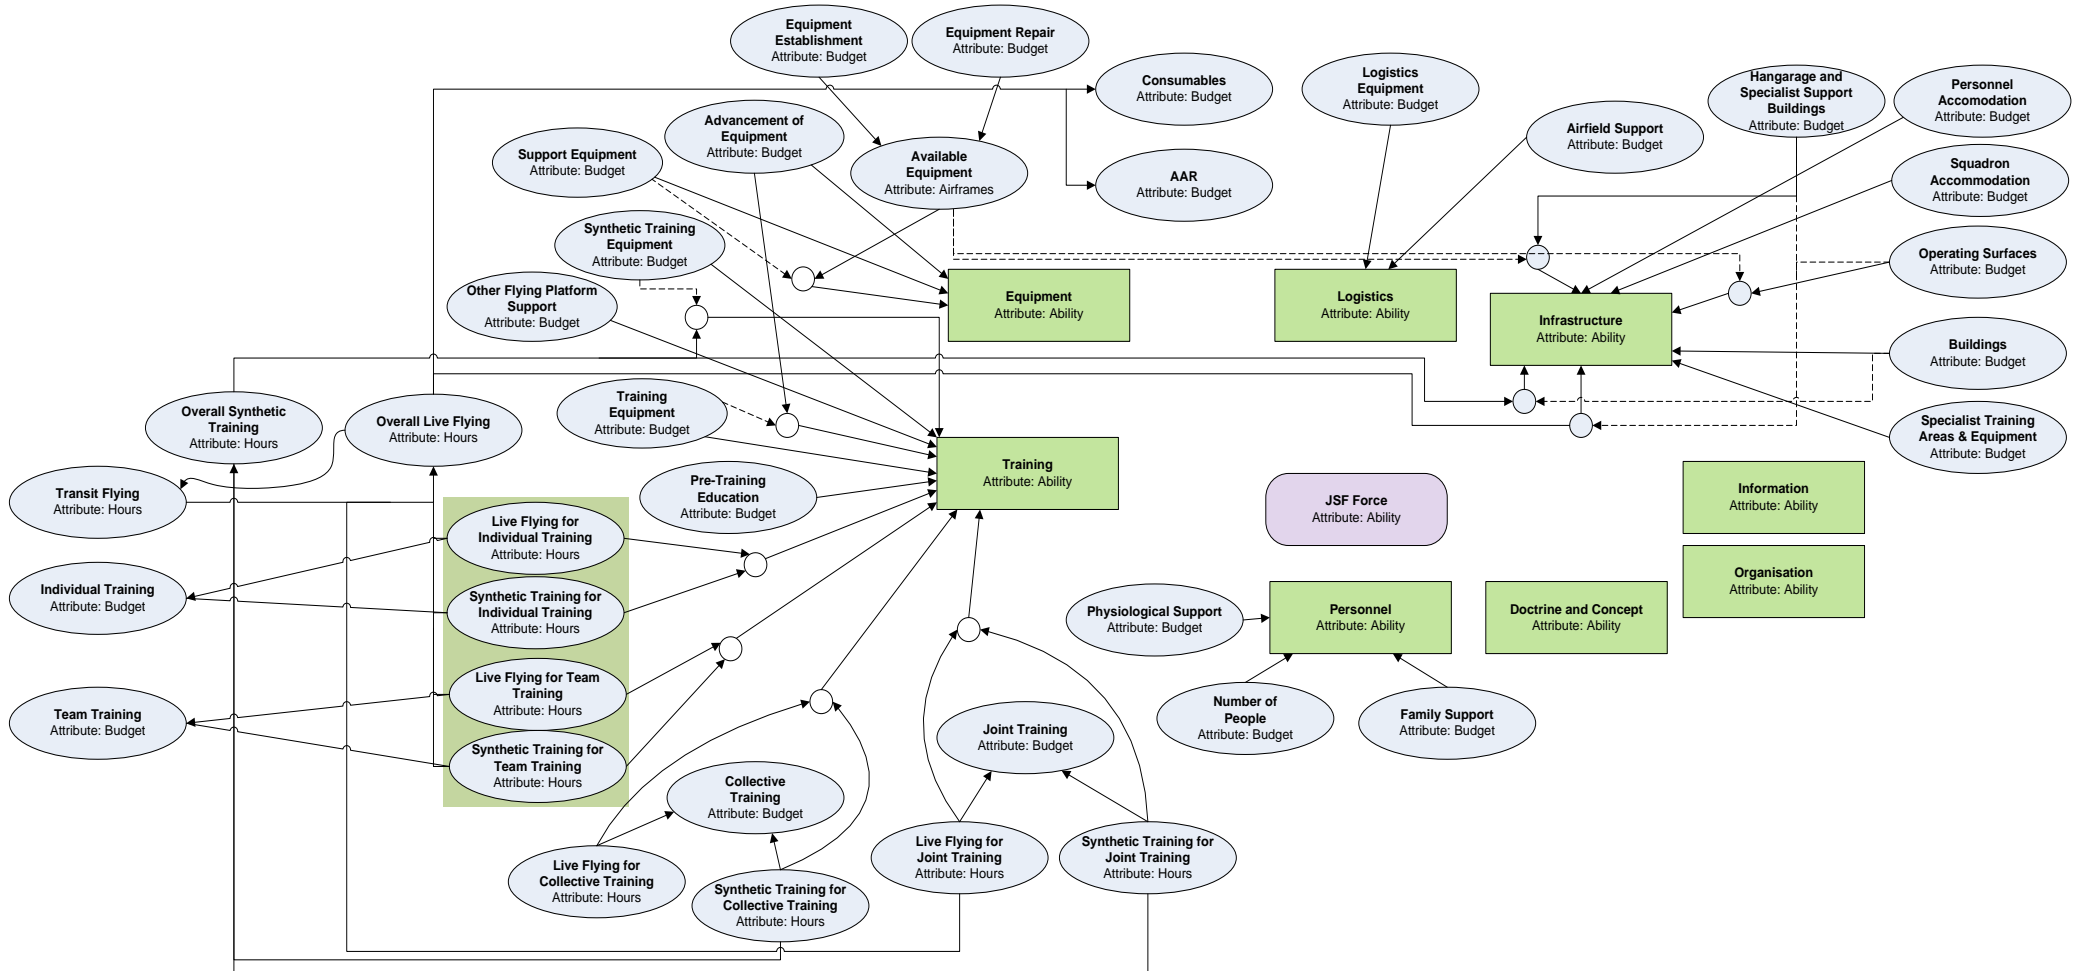 Equipment
Establishment
Attribute: Budget
Equipment Repair
Attribute: Budget
Consumables
Attribute: Budget
Logistics
Equipment
Attribute: Budget
Hangarage and
Specialist Support
Buildings
Attribute: Budget
Personnel
Accomodation
Attribute: Budget
Advancement of
Equipment
Attribute: Budget
Airfield Support
Attribute: Budget
Support Equipment
Attribute: Budget
Available
Equipment
Attribute: Airframes
AAR
Attribute: Budget
Squadron
Accommodation
Attribute: Budget
Synthetic Training
Equipment
Attribute: Budget
Operating Surfaces
Attribute: Budget
Other Flying Platform
Support
Attribute: Budget
Equipment
Attribute: Ability
Logistics
Attribute: Ability
Infrastructure
Attribute: Ability
Buildings
Attribute: Budget
Overall Synthetic
Training
Attribute: Hours
Overall Live Flying
Attribute: Hours
Training
Equipment
Attribute: Budget
Specialist Training
Areas & Equipment
Attribute: Budget
Transit Flying
Attribute: Hours
Pre-Training
Education
Attribute: Budget
Training
Attribute: Ability
JSF Force
Attribute: Ability
Information
Attribute: Ability
Live Flying for
Individual Training
Attribute: Hours
Individual Training
Attribute: Budget
Synthetic Training for
Individual Training
Attribute: Hours
Physiological Support
Attribute: Budget
Personnel
Attribute: Ability
Doctrine and Concept
Attribute: Ability
Organisation
Attribute: Ability
Live Flying for Team
Training
Attribute: Hours
Team Training
Attribute: Budget
Synthetic Training for
Team Training
Attribute: Hours
Joint Training
Attribute: Budget
Number of
People
Attribute: Budget
Family Support
Attribute: Budget
Collective
Training
Attribute: Budget
Live Flying for
Collective Training
Attribute: Hours
Synthetic Training for
Collective Training
Attribute: Hours
Live Flying for
Joint Training
Attribute: Hours
Synthetic Training for
Joint Training
Attribute: Hours